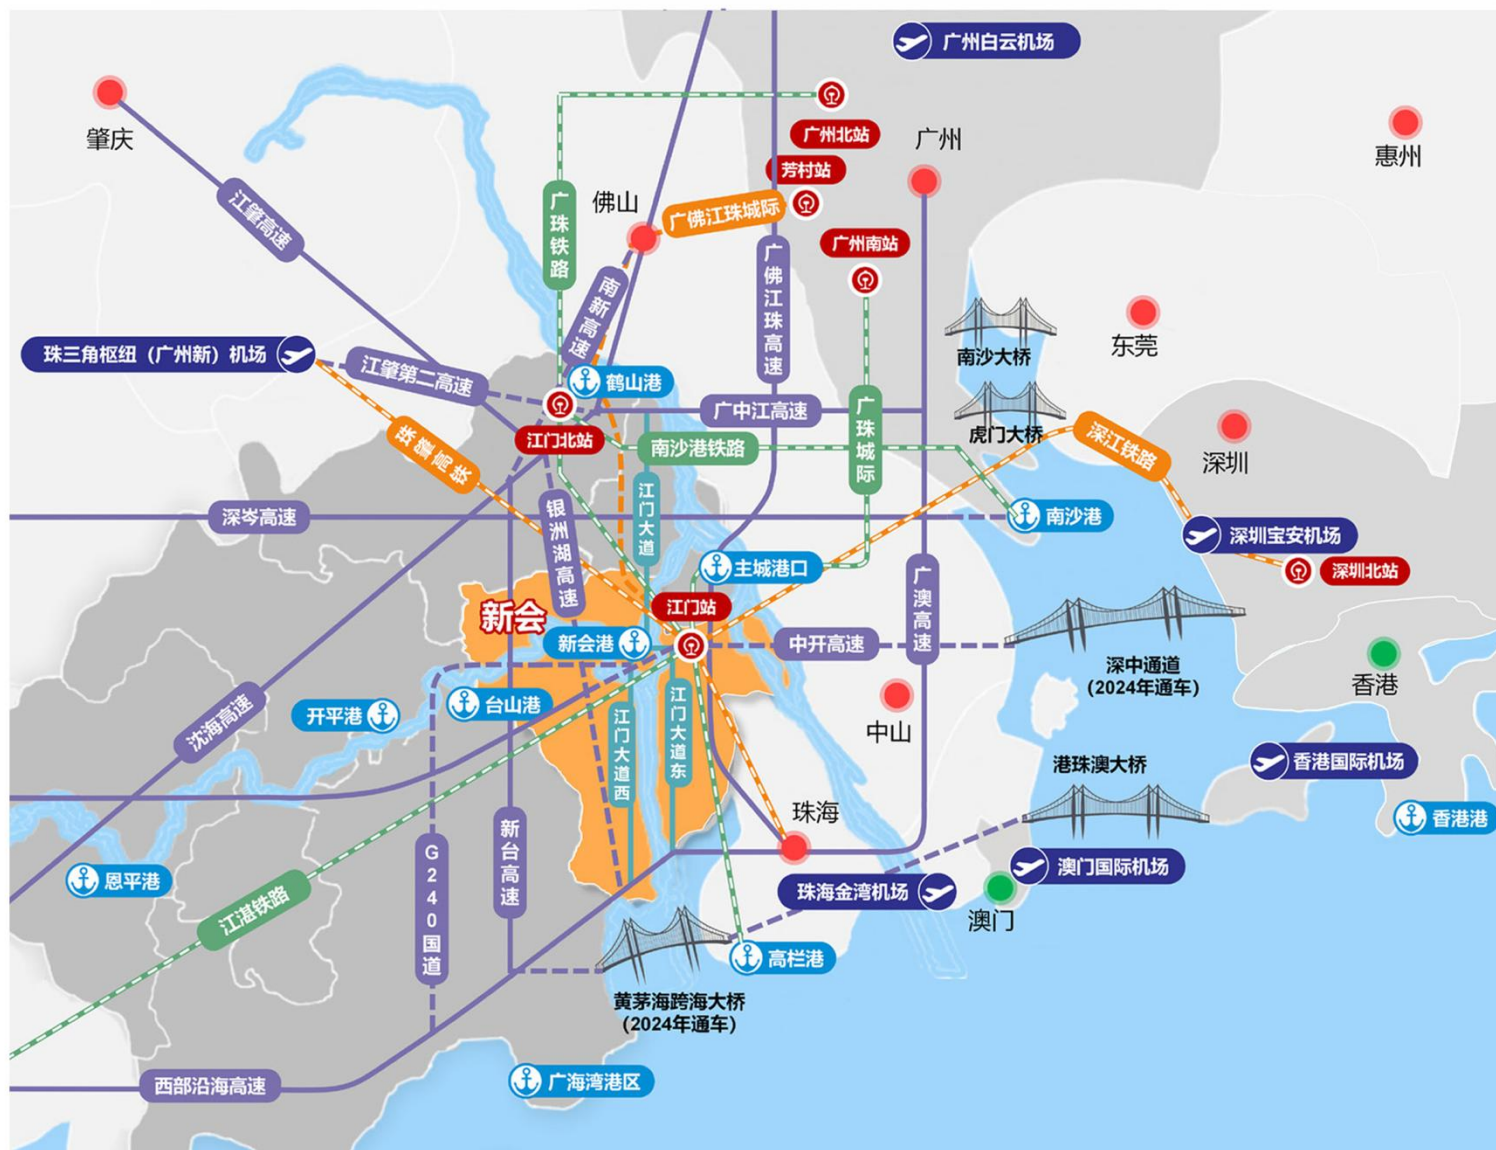 广州白云机场
肇庆
广州北站
广州
惠州
芳村站
佛山
广佛江珠城际
江肇高速
广珠铁路
广州南站
广佛江珠高速
南新高速
东莞
南沙大桥
珠三角枢纽（广州新）机场
江肇第二高速
鹤山港
广中江高速
虎门大桥
珠肇高铁
江门北站
南沙港铁路
广珠城际
深江铁路
深圳
江门大道
银洲湖高速
深岑高速
南沙港
深圳宝安机场
主城港口
深圳北站
广澳高速
新会
江门站
新会港
中开高速
深中通道
(2024年通车)
香港
开平港
台山港
沈海高速
江门大道西
江门大道东
中山
港珠澳大桥
香港国际机场
珠海
香港港
新台高速
G240国道
恩平港
江湛铁路
珠海金湾机场
澳门国际机场
澳门
高栏港
黄茅海跨海大桥
(2024年通车)
西部沿海高速
广海湾港区